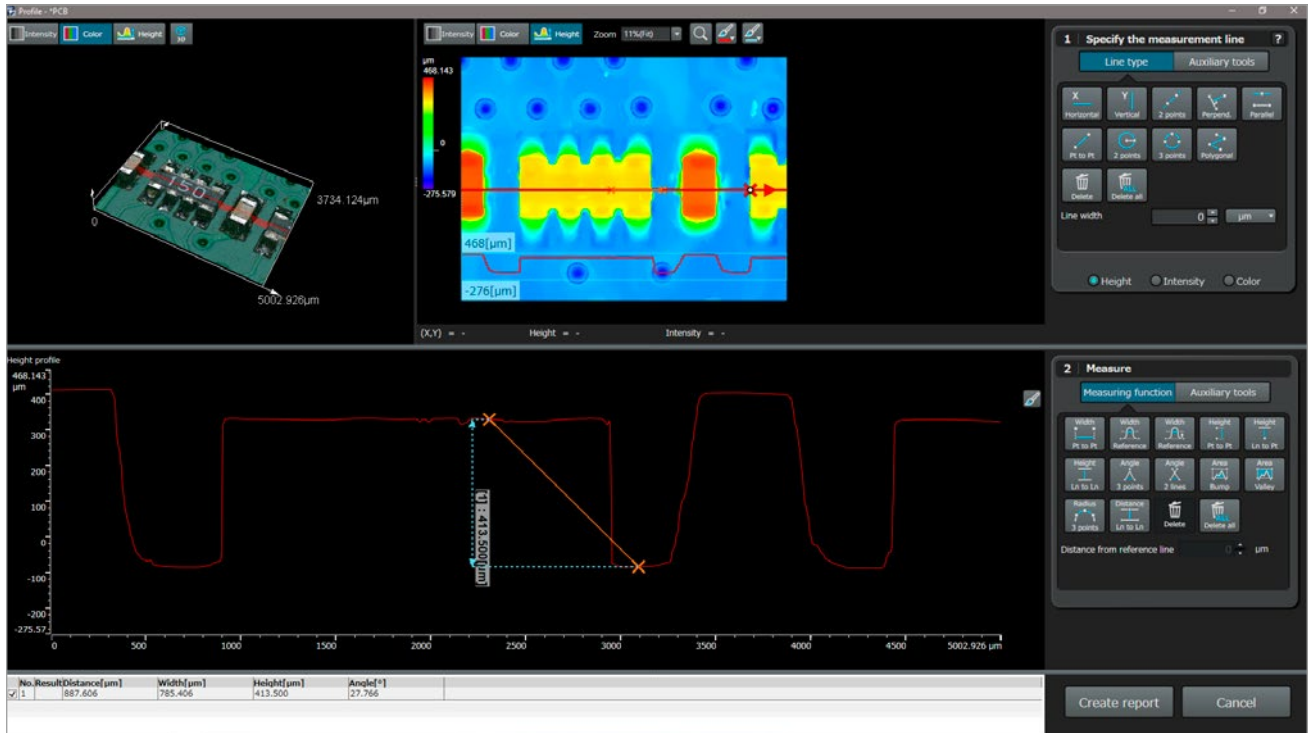 Profile - *PCB
Intensity Color Height 3D
Intensity Color Height Zoom 11%(Fit)
3734.124µm
0
5002.926µm
µm
468.143
0
-275.579
468[µm]
-276[µm]
(X,Y) = - Height = - Intensity = -
1 Specify the measurement line ?
Line type Auxiliary tools
X Y
Horizontal Vertical 2 points Perpend. Parallel
Pt to Pt 2 points 3 points Polygonal
ALL
Delete Delete all
Line width 0 µm
Height Intensity Color
Height profile
468.143
µm
400
300
200
100
0
-100
-200
-275.57
0 500 1000 1500 2000 2500 3000 3500 4000 4500 5002.926 µm
(1) : 413.500[µm]
2 Measure
Measuring function Auxiliary tools
Width Width Width Height Height
Pt to Pt Reference Reference Pt to Pt Ln to Pt
Height Angle Angle Area Area
Ln to Ln 3 points 2 lines Bump Valley
Radius Distance ALL
3 points Ln to Ln Delete Delete all
Distance from reference line 0 µm
No. Result Distance[µm] Width[µm] Height[µm] Angle[°]
1 887.606 785.406 413.500 27.766
Create report Cancel